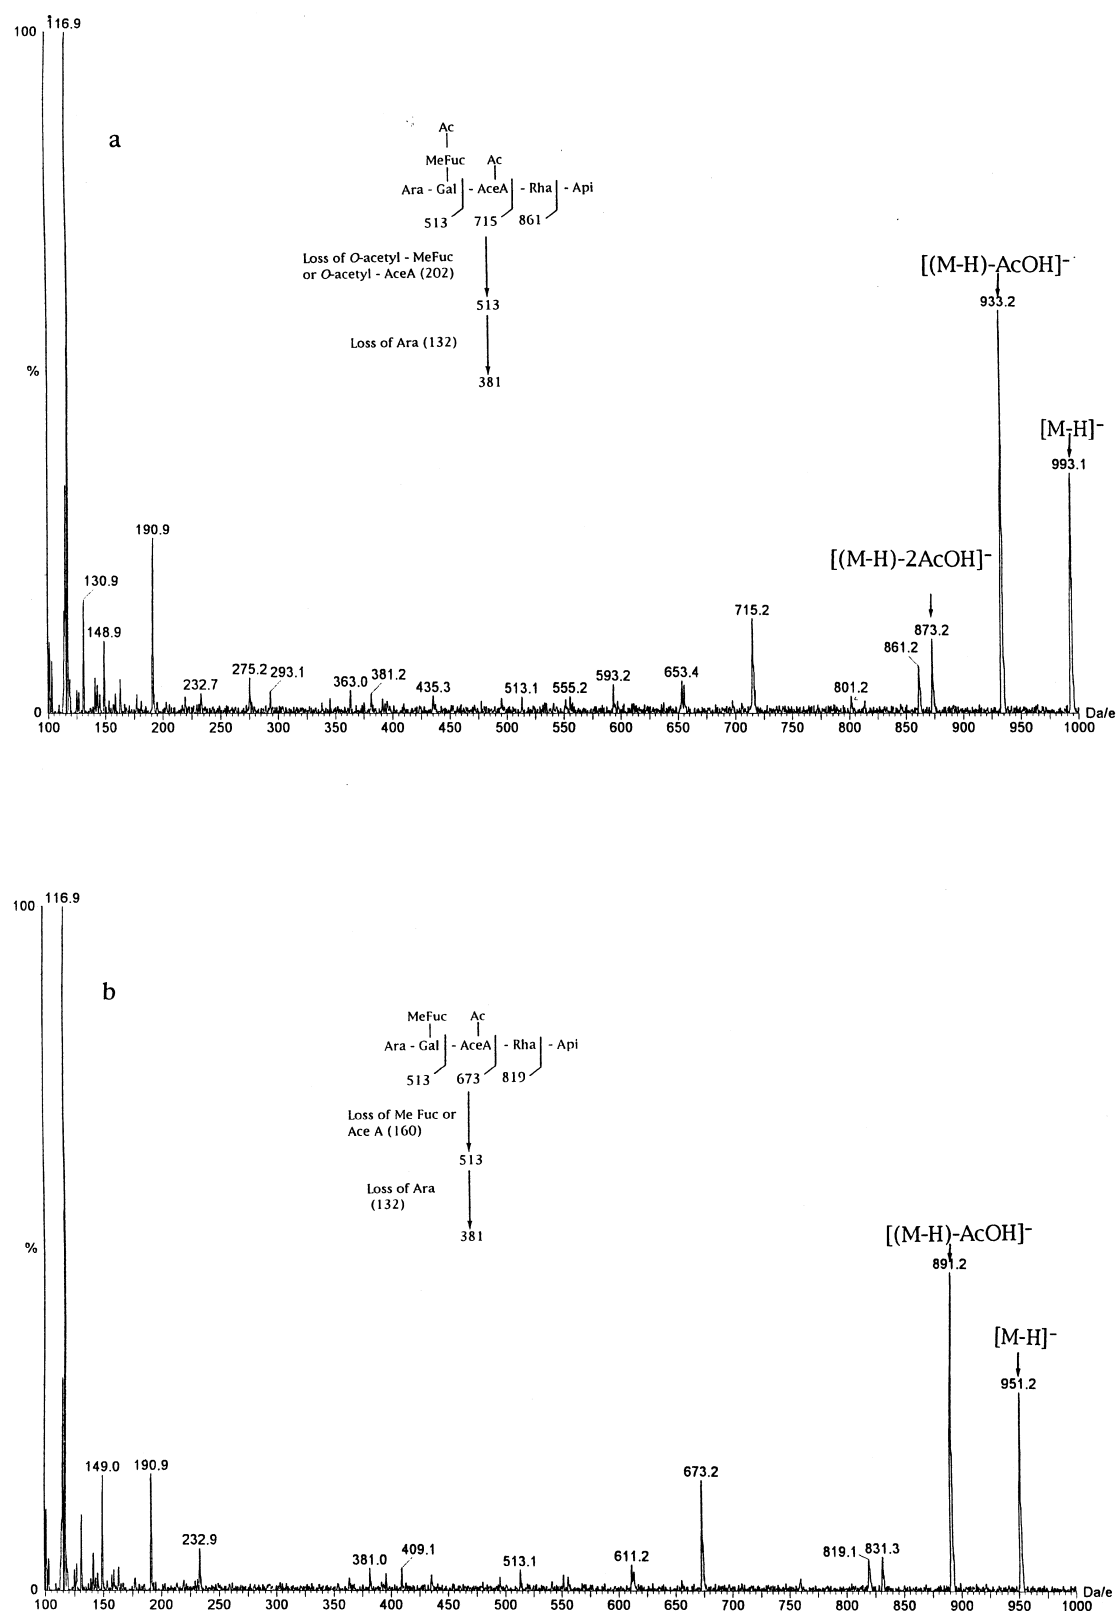 116.9
100
a
Ac
MeFuc Ac
Ara - Gal - AceA - Rha - Api
513 715 861
Loss of O-acetyl - MeFuc
or O-acetyl - AceA (202)
513
Loss of Ara (132)
381
[(M-H)-AcOH]⁻
933.2
%
[M-H]⁻
993.1
190.9
[(M-H)-2AcOH]⁻
130.9
148.9
715.2
873.2
861.2
275.2 293.1
232.7
363.0 381.2
435.3
513.1 555.2
593.2
653.4
801.2
0
100 150 200 250 300 350 400 450 500 550 600 650 700 750 800 850 900 950 1000
Da/e
116.9
100
b
MeFuc Ac
Ara - Gal - AceA - Rha - Api
513 673 819
Loss of Me Fuc or
Ace A (160)
513
Loss of Ara
(132)
381
[(M-H)-AcOH]⁻
891.2
%
[M-H]⁻
951.2
149.0 190.9
673.2
232.9
381.0
409.1
513.1
611.2
819.1 831.3
0
100 150 200 250 300 350 400 450 500 550 600 650 700 750 800 850 900 950 1000
Da/e